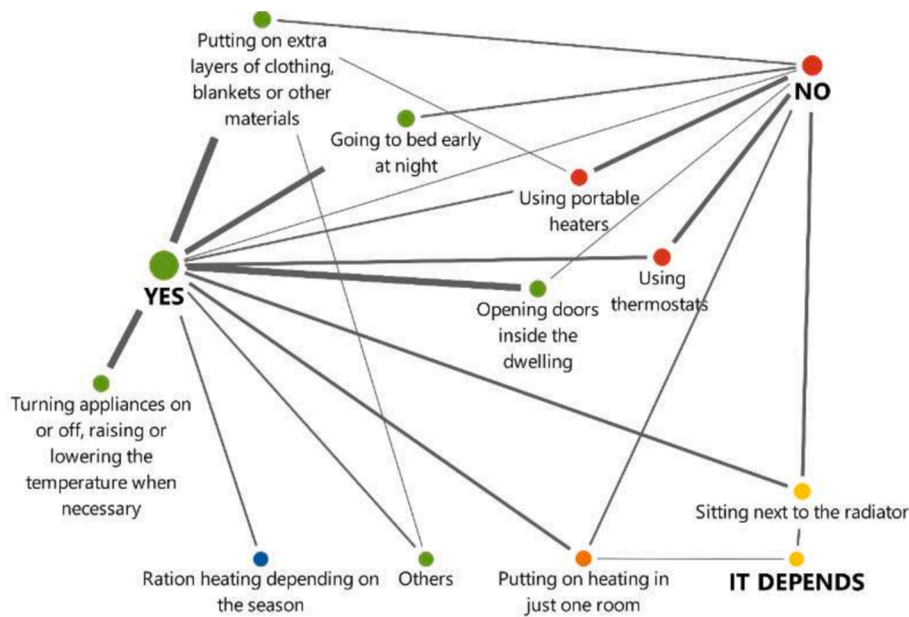 Putting on extra
layers of clothing,
blankets or other
materials
NO
Going to bed early
at night
Using portable
heaters
YES
Using
thermostats
Opening doors
inside the
dwelling
Turning appliances on
or off, raising or
lowering the
temperature when
necessary
Sitting next to the radiator
Ration heating depending on
the season
Others
Putting on heating in
just one room
IT DEPENDS